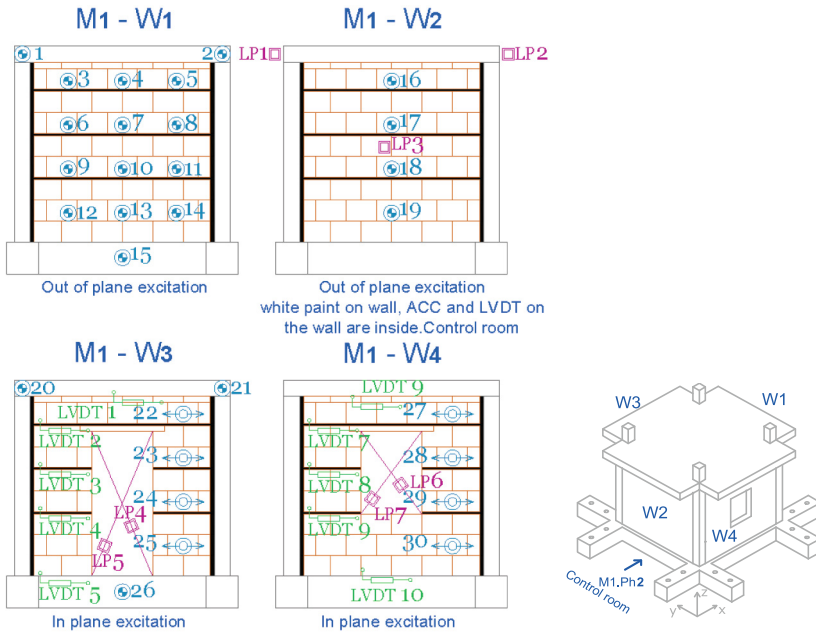 M1 - W1
M1 - W2
1
2
LP1
LP2
3
4
5
16
6
7
8
17
LP3
9
10
11
18
12
13
14
19
15
Out of plane excitation
Out of plane excitation
white paint on wall, ACC and LVDT on
the wall are inside.Control room
M1 - W3
M1 - W4
20
21
LVDT 1
22
LVDT 9
27
LVDT 2
23
LVDT 7
28
LVDT 3
24
LVDT 8
LP6
29
LP7
LP4
LVDT 4
25
LVDT 9
30
LP5
LVDT 5
26
LVDT 10
In plane excitation
In plane excitation
W3
W1
W2
W4
M1.Ph2
Control room
z
y
x